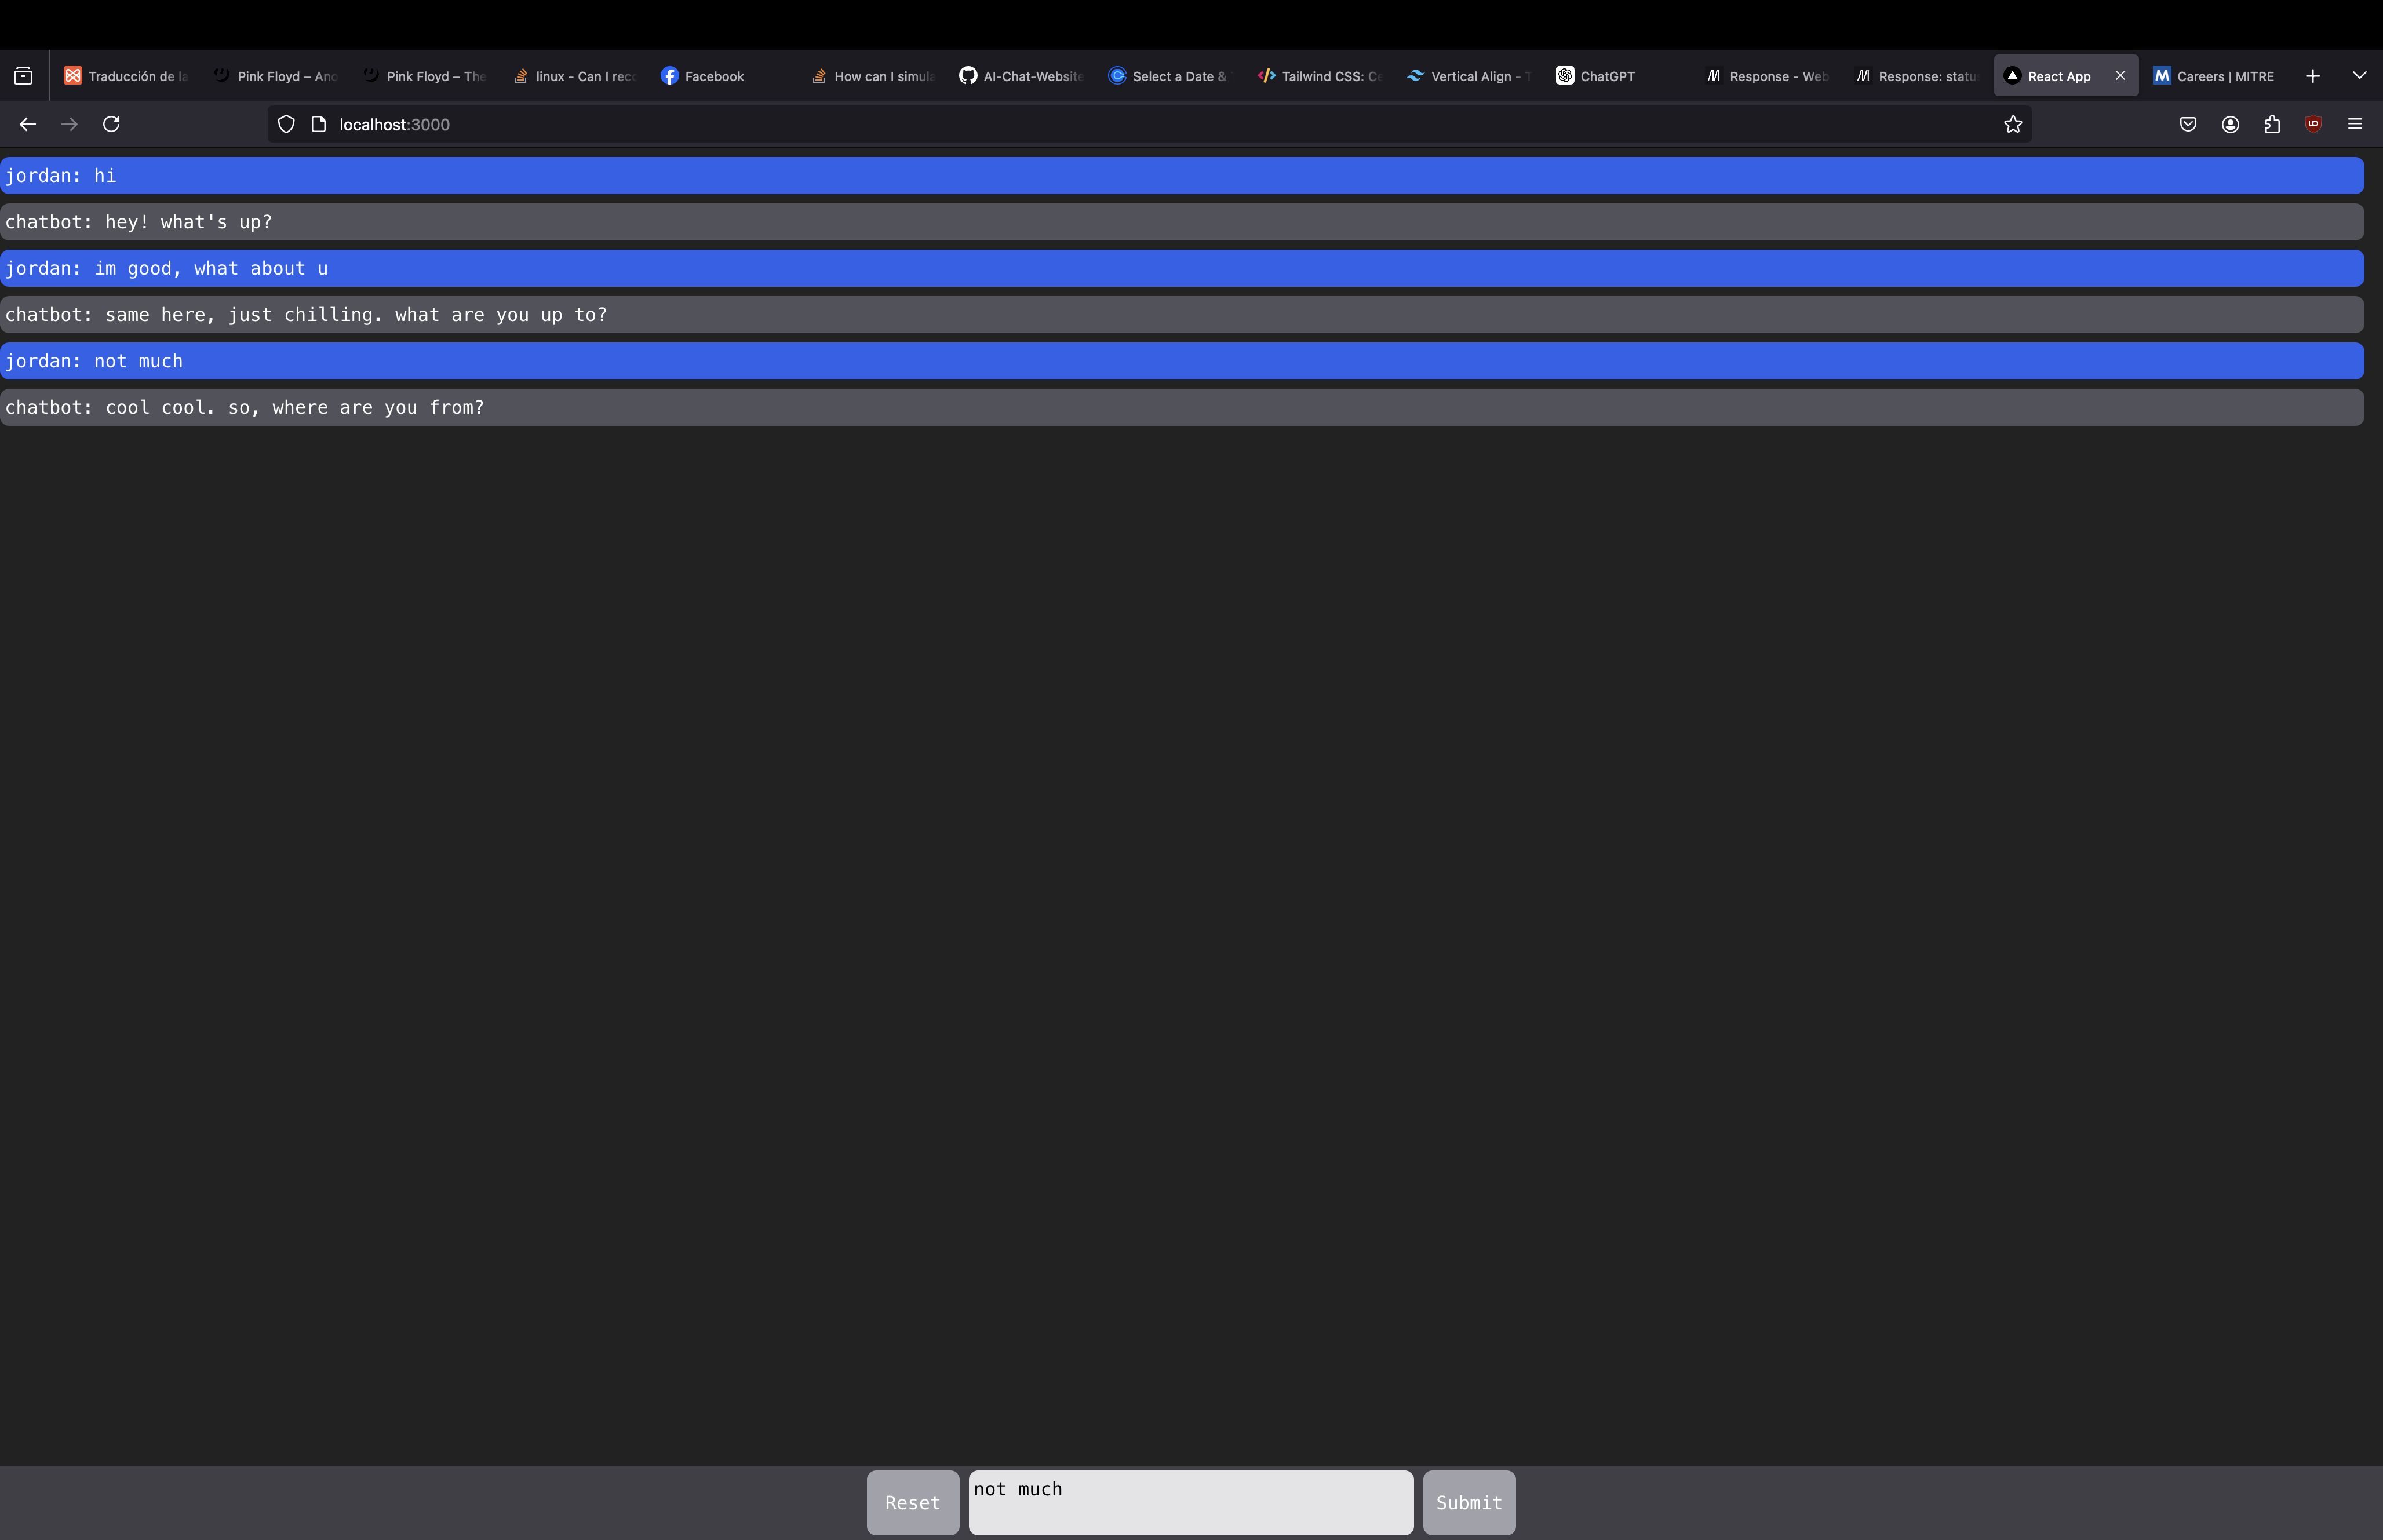 Traducción de la
Pink Floyd – Ano
Pink Floyd – The
linux - Can I reco
Facebook
How can I simula
AI-Chat-Website
Select a Date &
Tailwind CSS: Ce
Vertical Align - T
ChatGPT
Response - Web
Response: statu
React App
Careers | MITRE
localhost:3000
jordan: hi
chatbot: hey! what's up?
jordan: im good, what about u
chatbot: same here, just chilling. what are you up to?
jordan: not much
chatbot: cool cool. so, where are you from?
Reset
not much
Submit